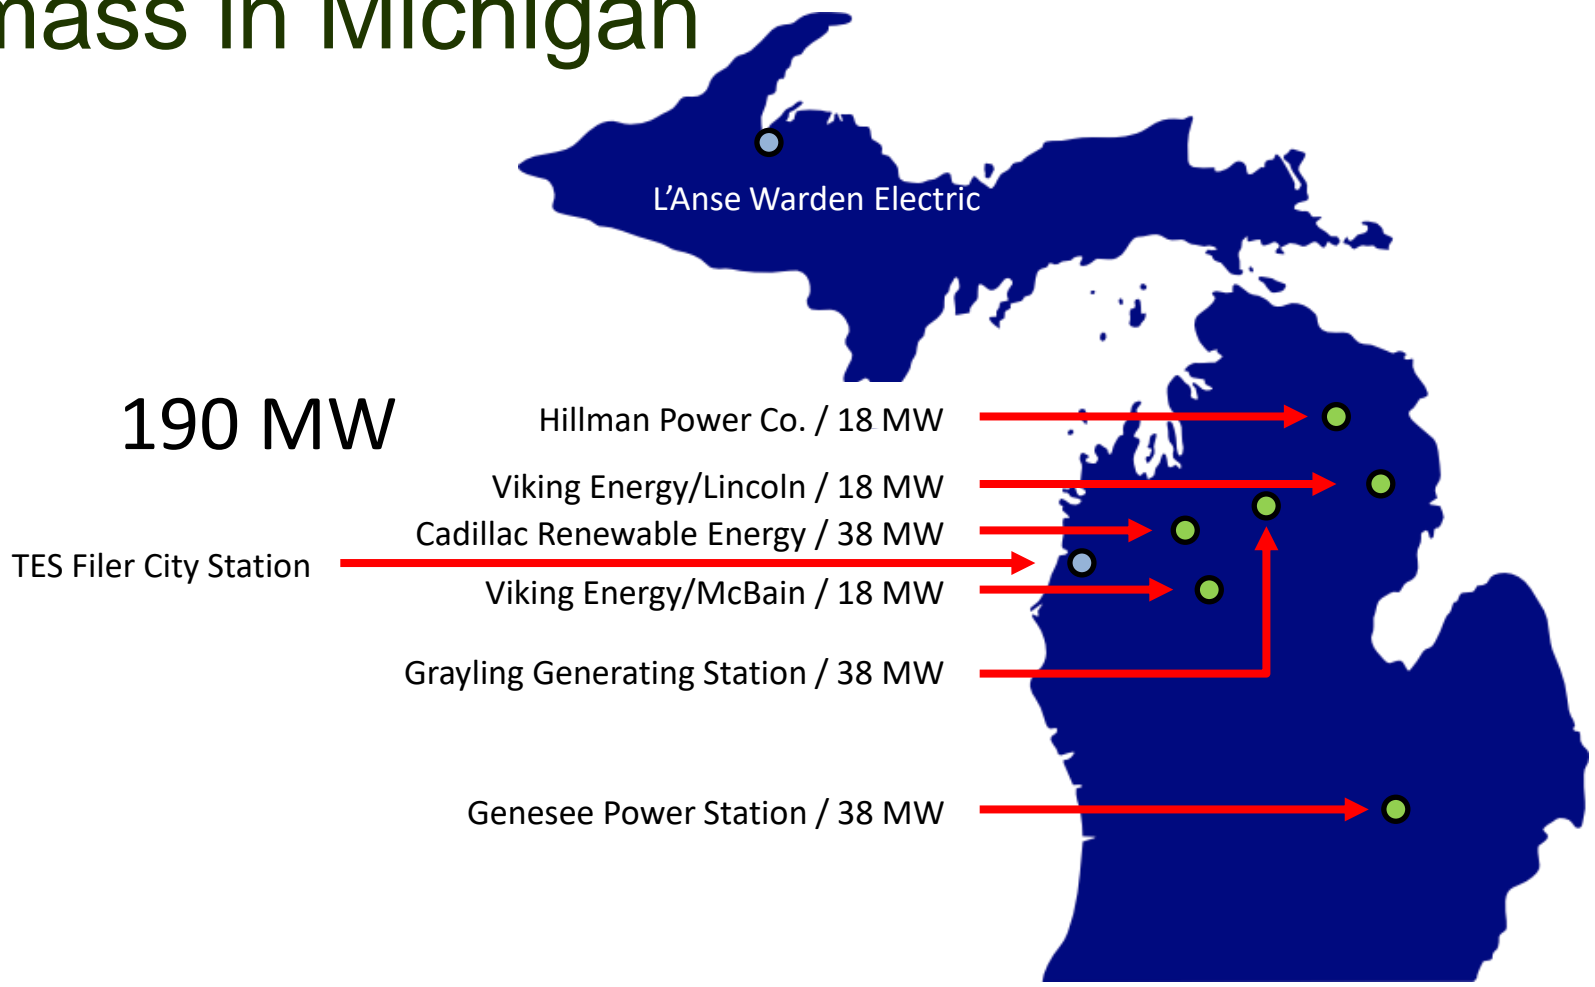 mass in Michigan
L’Anse Warden Electric
190 MW
Hillman Power Co. / 18 MW
Viking Energy/Lincoln / 18 MW
Cadillac Renewable Energy / 38 MW
TES Filer City Station
Viking Energy/McBain / 18 MW
Grayling Generating Station / 38 MW
Genesee Power Station / 38 MW